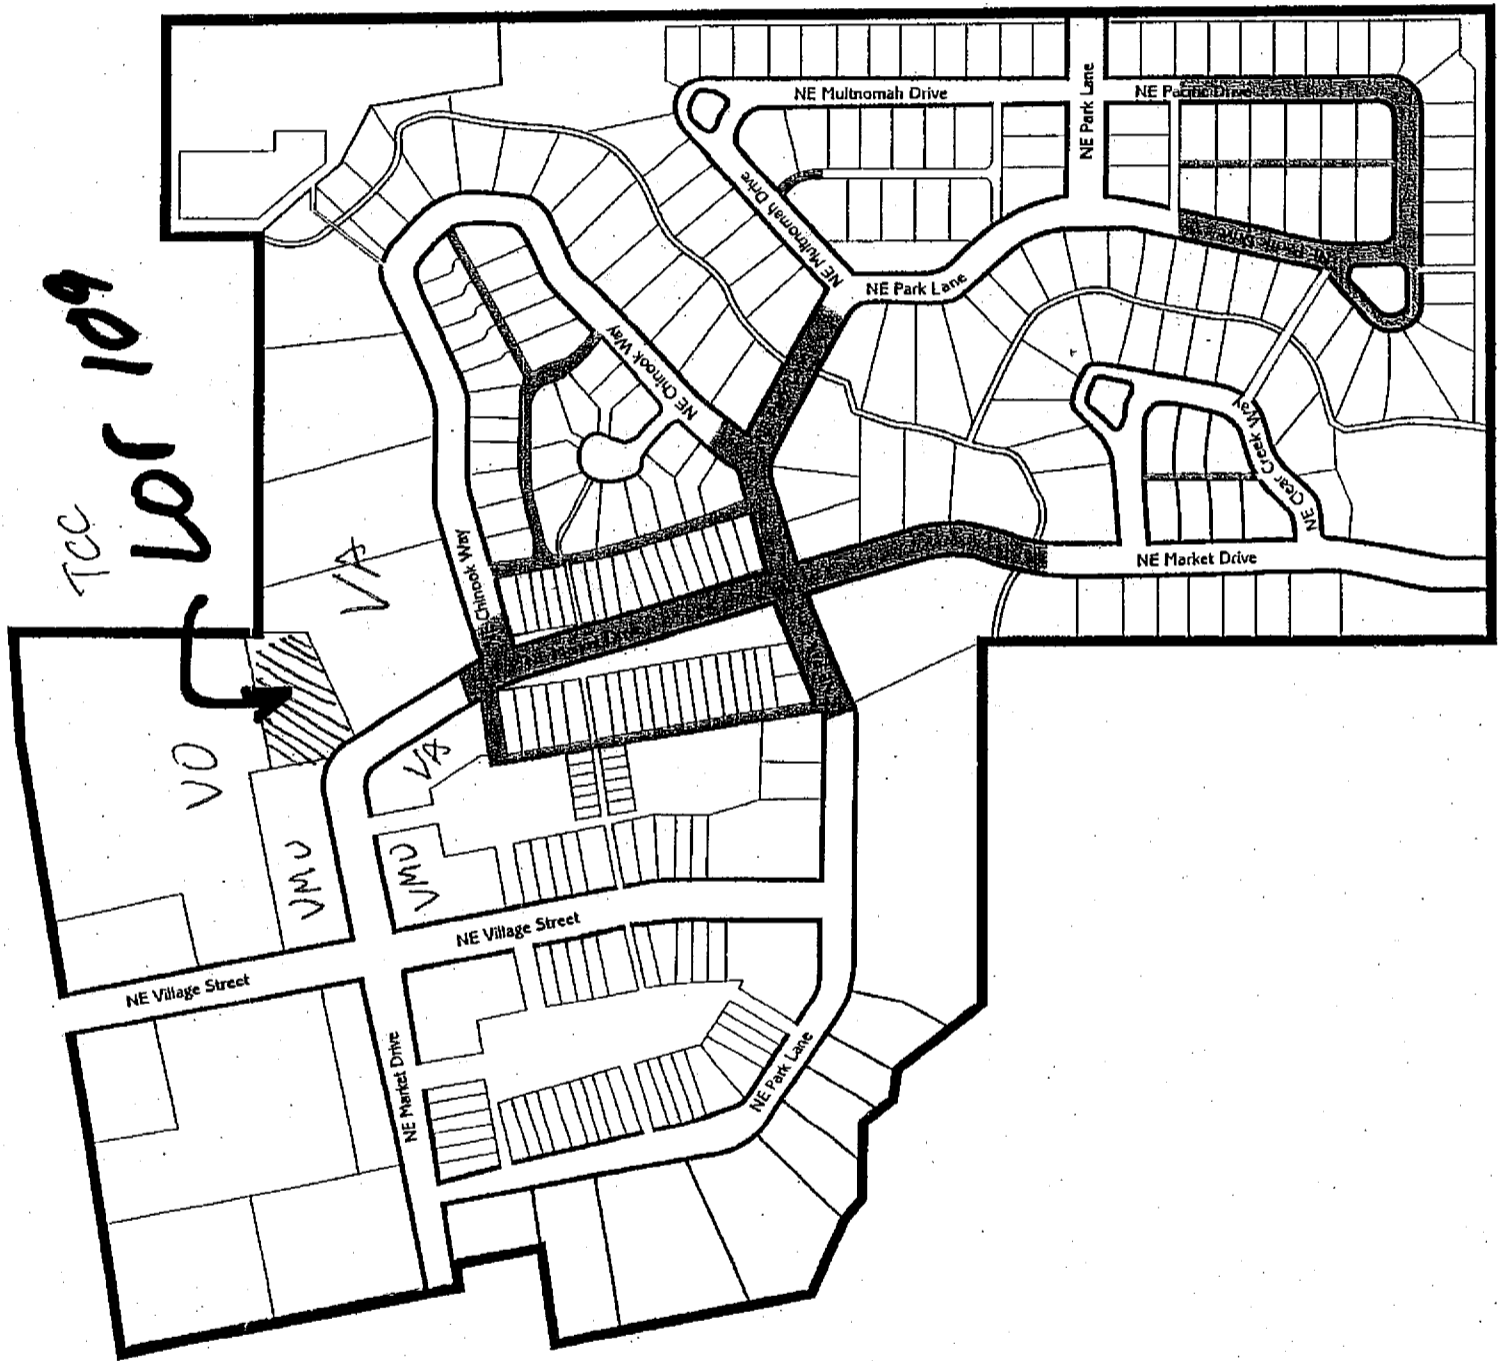 NE Multnomah Drive
NE Pacific Drive
NE Park Lane
NE Multnomah Drive
NE Park Lane
NE Chinook Way
Chinook Way
NE Clear Creek Way
NE Market Drive
LOT 109
TCC
VA
VO
VA
VMU
VMU
NE Village Street
NE Village Street
NE Market Drive
NE Park Lane